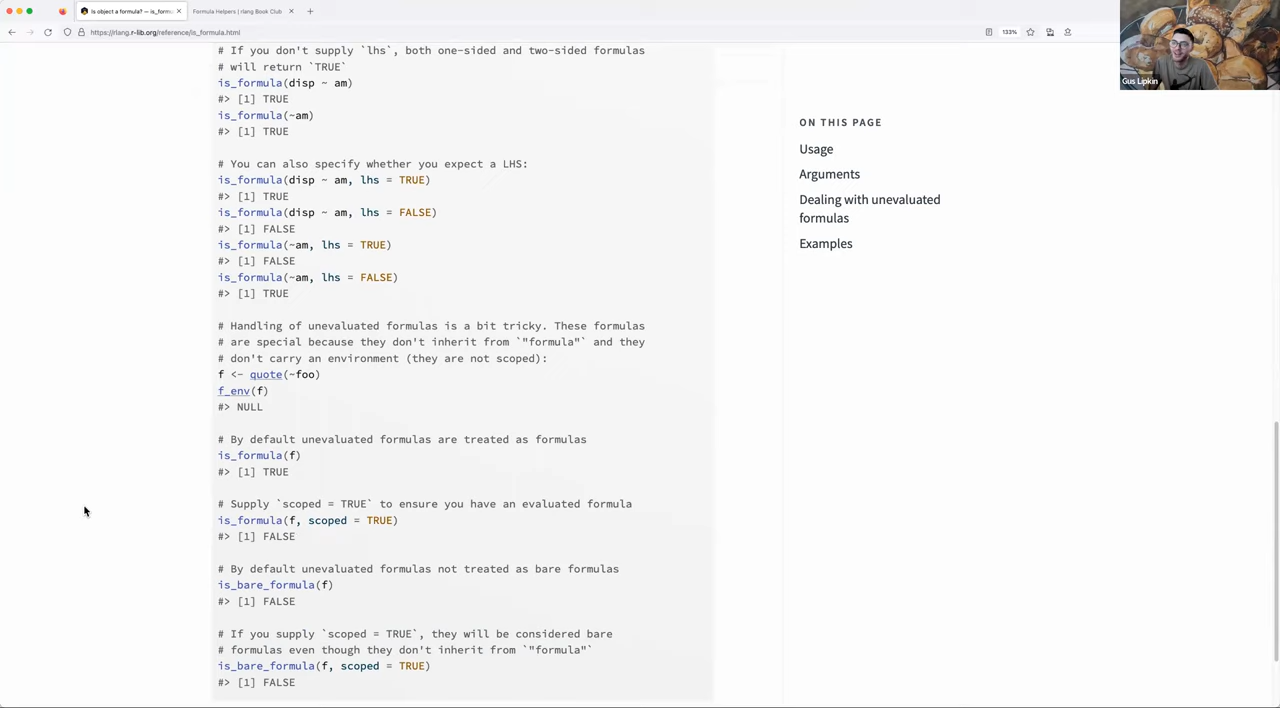 Is object a formula? — is_form
Formula Helpers | rlang Book Club
https://rlang.r-lib.org/reference/is_formula.html
133%
Gus Lipkin
# If you don't supply `lhs`, both one-sided and two-sided formulas
# will return `TRUE`
is_formula(disp ~ am)
#> [1] TRUE
is_formula(~am)
#> [1] TRUE
# You can also specify whether you expect a LHS:
is_formula(disp ~ am, lhs = TRUE)
#> [1] TRUE
is_formula(disp ~ am, lhs = FALSE)
#> [1] FALSE
is_formula(~am, lhs = TRUE)
#> [1] FALSE
is_formula(~am, lhs = FALSE)
#> [1] TRUE
# Handling of unevaluated formulas is a bit tricky. These formulas
# are special because they don't inherit from `"formula"` and they
# don't carry an environment (they are not scoped):
f <- quote(~foo)
f_env(f)
#> NULL
# By default unevaluated formulas are treated as formulas
is_formula(f)
#> [1] TRUE
# Supply `scoped = TRUE` to ensure you have an evaluated formula
is_formula(f, scoped = TRUE)
#> [1] FALSE
# By default unevaluated formulas not treated as bare formulas
is_bare_formula(f)
#> [1] FALSE
# If you supply `scoped = TRUE`, they will be considered bare
# formulas even though they don't inherit from `"formula"`
is_bare_formula(f, scoped = TRUE)
#> [1] FALSE
ON THIS PAGE
Usage
Arguments
Dealing with unevaluated
formulas
Examples